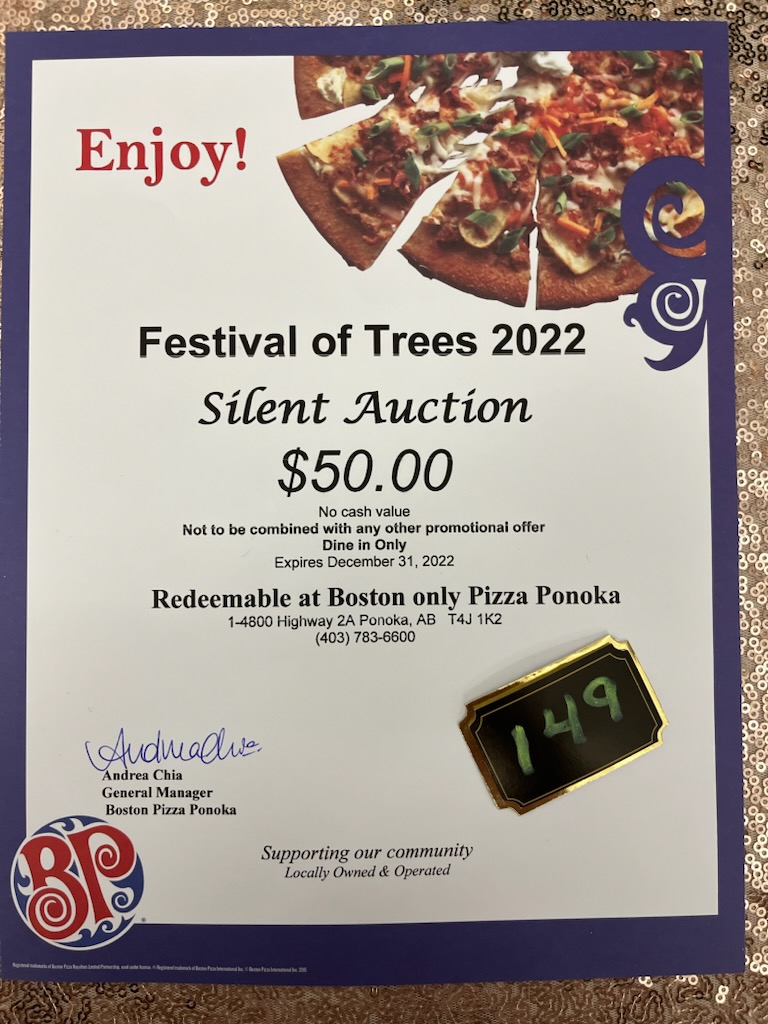 Enjoy!
Festival of Trees 2022
Silent Auction
$50.00
No cash value
Not to be combined with any other promotional offer
Dine in Only
Expires December 31, 2022
Redeemable at Boston only Pizza Ponoka
1-4800 Highway 2A Ponoka, AB T4J 1K2
(403) 783-6600
149
Andrea Chia
Andrea Chia
General Manager
Boston Pizza Ponoka
BP
Supporting our community
Locally Owned & Operated